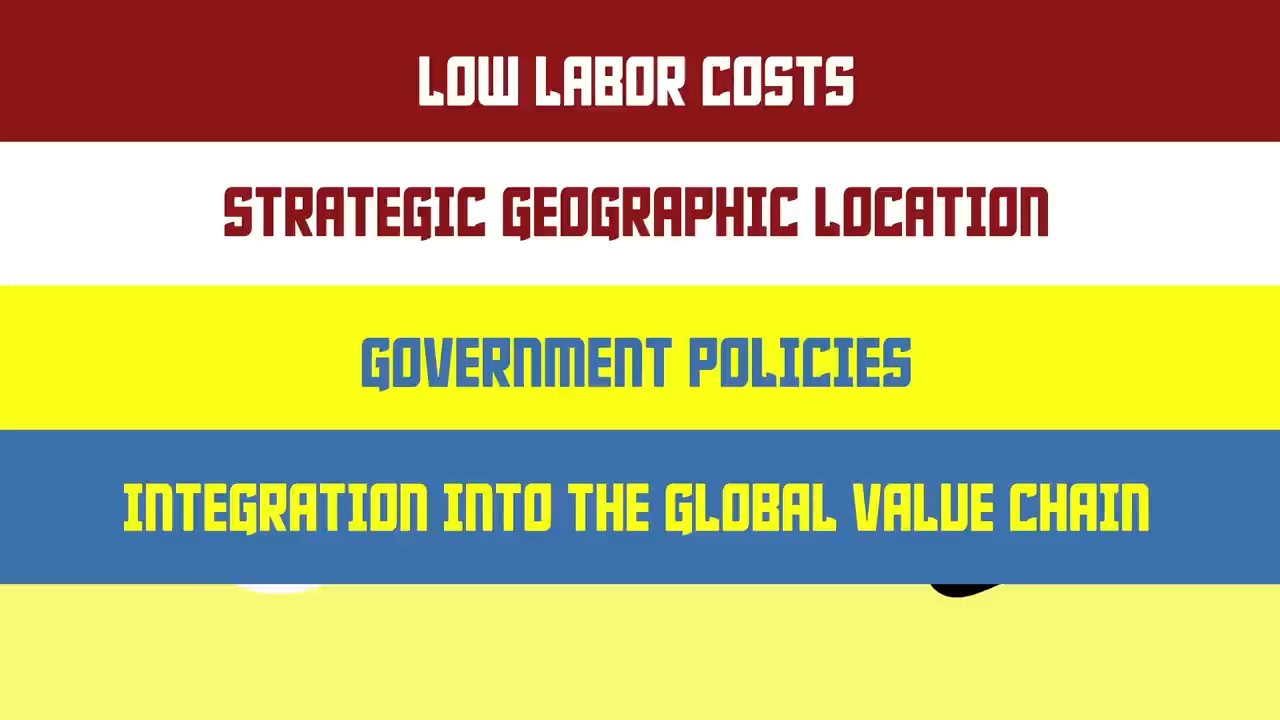 LOW LABOR COSTS
STRATEGIC GEOGRAPHIC LOCATION
GOVERNMENT POLICIES
INTEGRATION INTO THE GLOBAL VALUE CHAIN